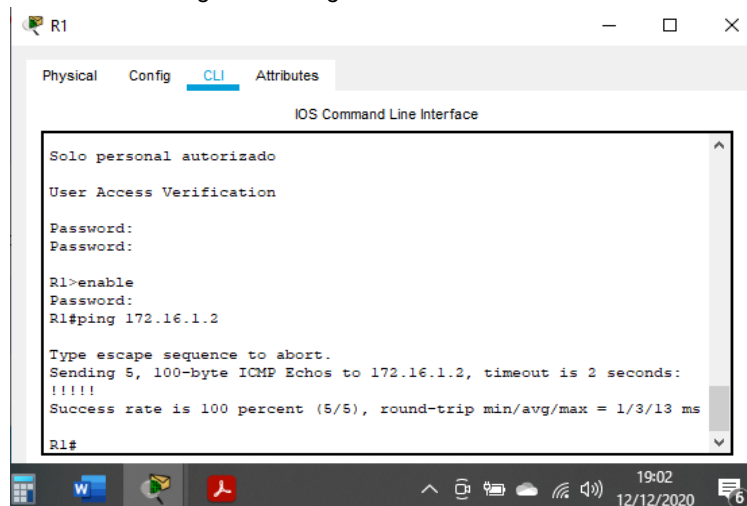 R1
Physical Config CLI Attributes
IOS Command Line Interface
Solo personal autorizado
User Access Verification
Password:
Password:
R1>enable
Password:
R1#ping 172.16.1.2
Type escape sequence to abort.
Sending 5, 100-byte ICMP Echos to 172.16.1.2, timeout is 2 seconds:
!!!!!
Success rate is 100 percent (5/5), round-trip min/avg/max = 1/3/13 ms
R1#
19:02
12/12/2020
6